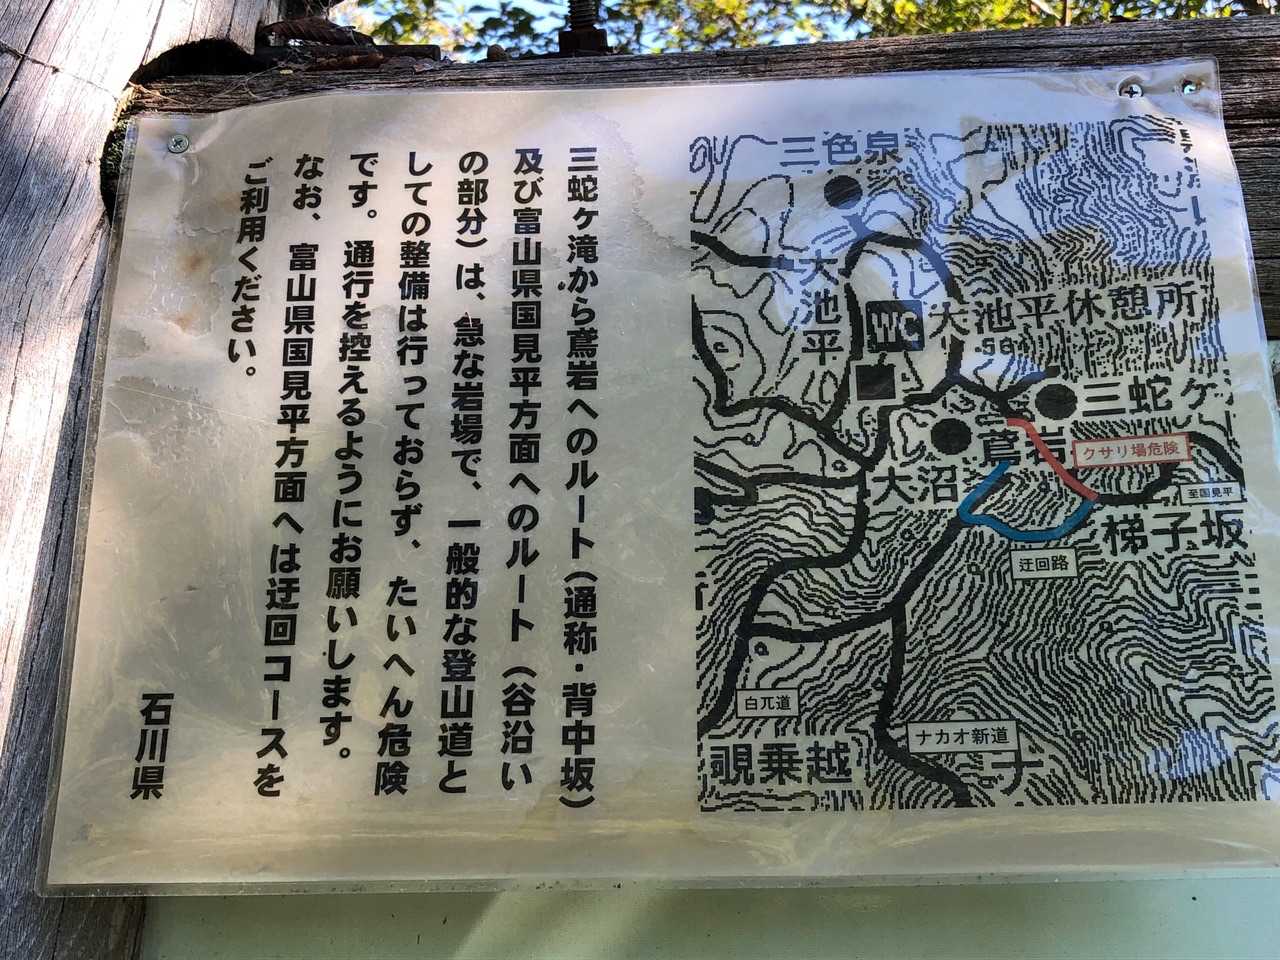 三蛇ヶ滝から鳶岩へのルート（通称・背中坂）
及び富山県国見平方面へのルート（谷沿い
の部分）は、急な岩場で、一般的な登山道と
しての整備は行っておらず、たいへん危険
です。通行を控えるようにお願いします。
なお、富山県国見平方面へは迂回コースを
ご利用ください。
石川県
三色泉
大池平
WC
大池平休憩所
三蛇ケ
鳶岩
クサリ場危険
大沼
至国見平
梯子坂
迂回路
白兀道
ナカオ新道
覗乗越